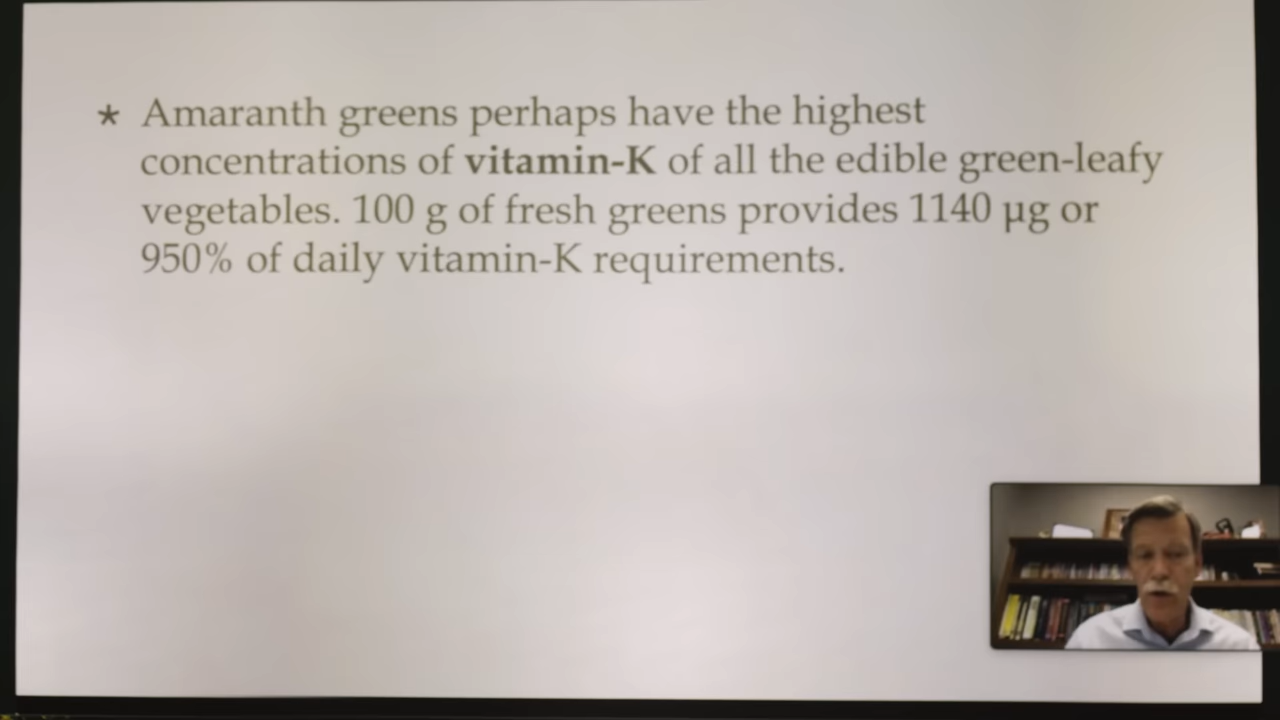 * Amaranth greens perhaps have the highest
concentrations of vitamin-K of all the edible green-leafy
vegetables. 100 g of fresh greens provides 1140 µg or
950% of daily vitamin-K requirements.